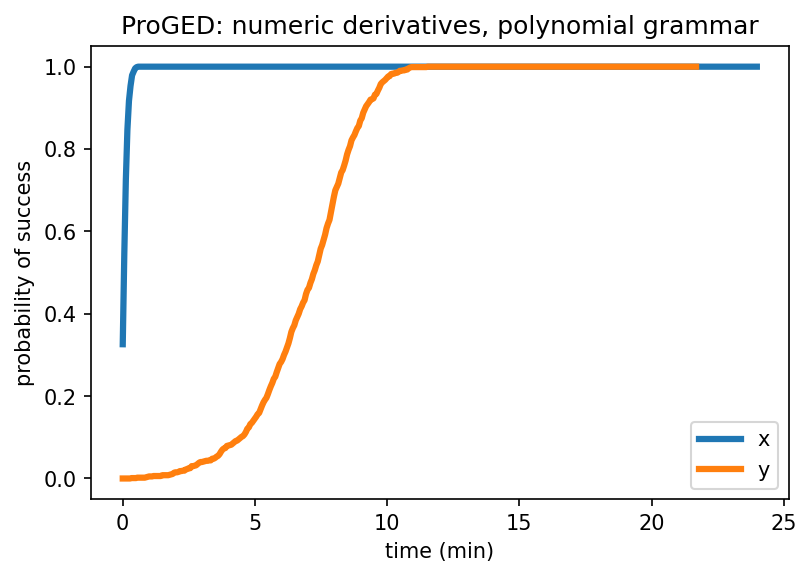 ProGED: numeric derivatives, polynomial grammar
probability of success
1.0
0.8
0.6
0.4
0.2
0.0
0
5
10
15
20
25
time (min)
x
y